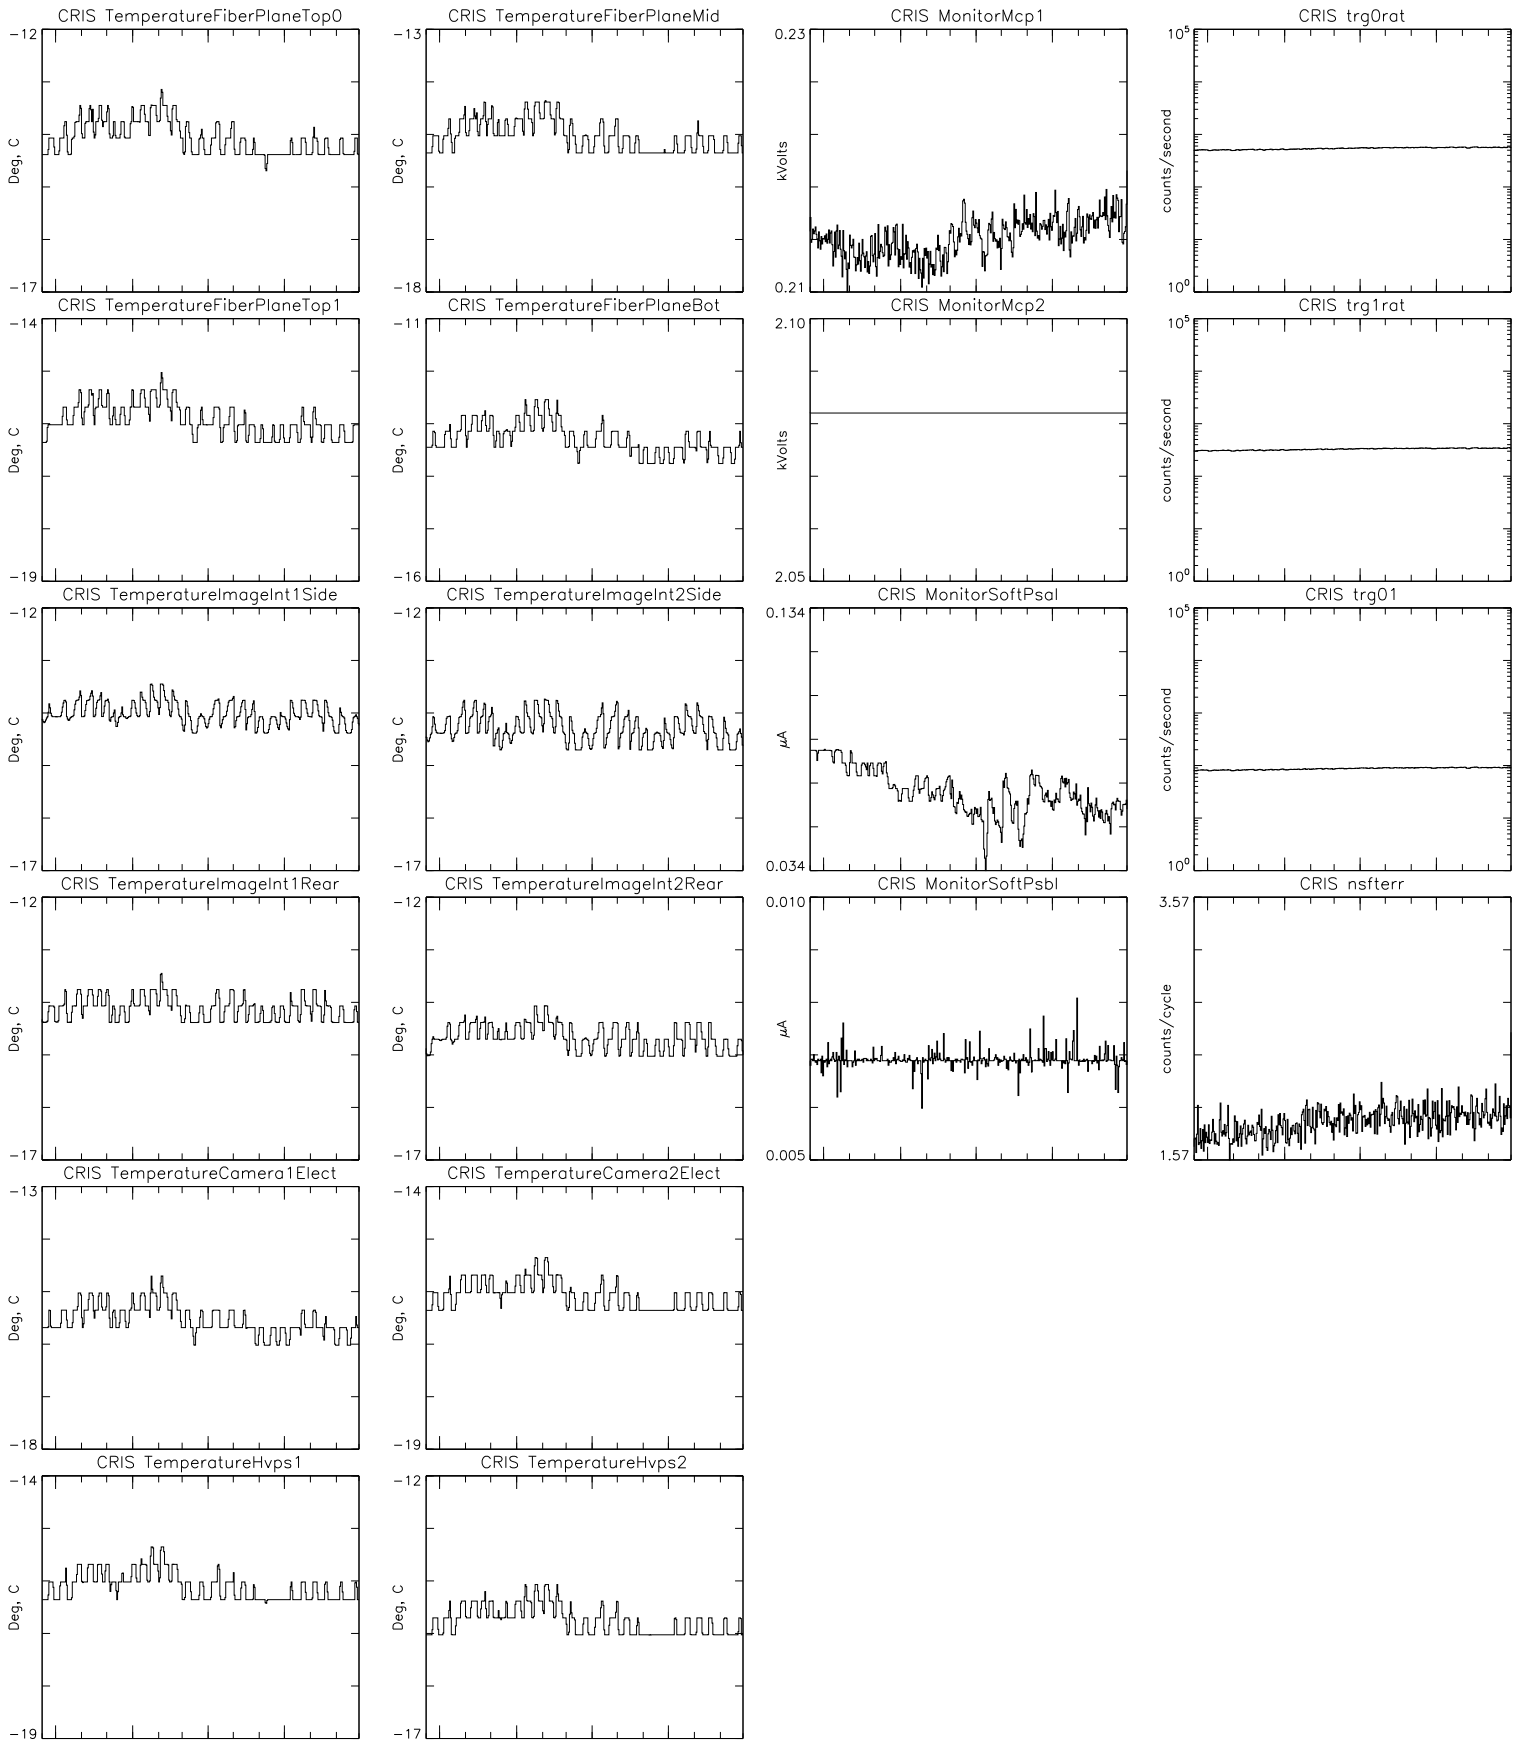 CRIS TemperatureFiberPlaneTop0
-12
Deg, C
-17
CRIS TemperatureFiberPlaneMid
-13
Deg, C
-18
CRIS MonitorMcp1
0.23
kVolts
0.21
CRIS trg0rat
10^5
counts/second
10^0
CRIS TemperatureFiberPlaneTop1
-14
Deg, C
-19
CRIS TemperatureFiberPlaneBot
-11
Deg, C
-16
CRIS MonitorMcp2
2.10
kVolts
2.05
CRIS trg1rat
10^5
counts/second
10^0
CRIS TemperatureImageInt1Side
-12
Deg, C
-17
CRIS TemperatureImageInt2Side
-12
Deg, C
-17
CRIS MonitorSoftPsaI
0.134
μA
0.034
CRIS trg01
10^5
counts/second
10^0
CRIS TemperatureImageInt1Rear
-12
Deg, C
-17
CRIS TemperatureImageInt2Rear
-12
Deg, C
-17
CRIS MonitorSoftPsbI
0.010
μA
0.005
CRIS nsfterr
3.57
counts/cycle
1.57
CRIS TemperatureCamera1Elect
-13
Deg, C
-18
CRIS TemperatureCamera2Elect
-14
Deg, C
-19
CRIS TemperatureHvps1
-14
Deg, C
-19
CRIS TemperatureHvps2
-12
Deg, C
-17